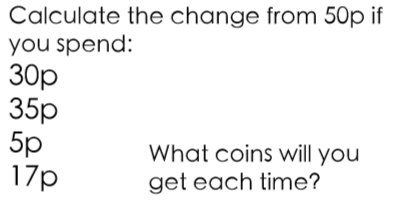 Calculate the change from 50p if
you spend:
30p
35p
5p
17p
What coins will you
get each time?